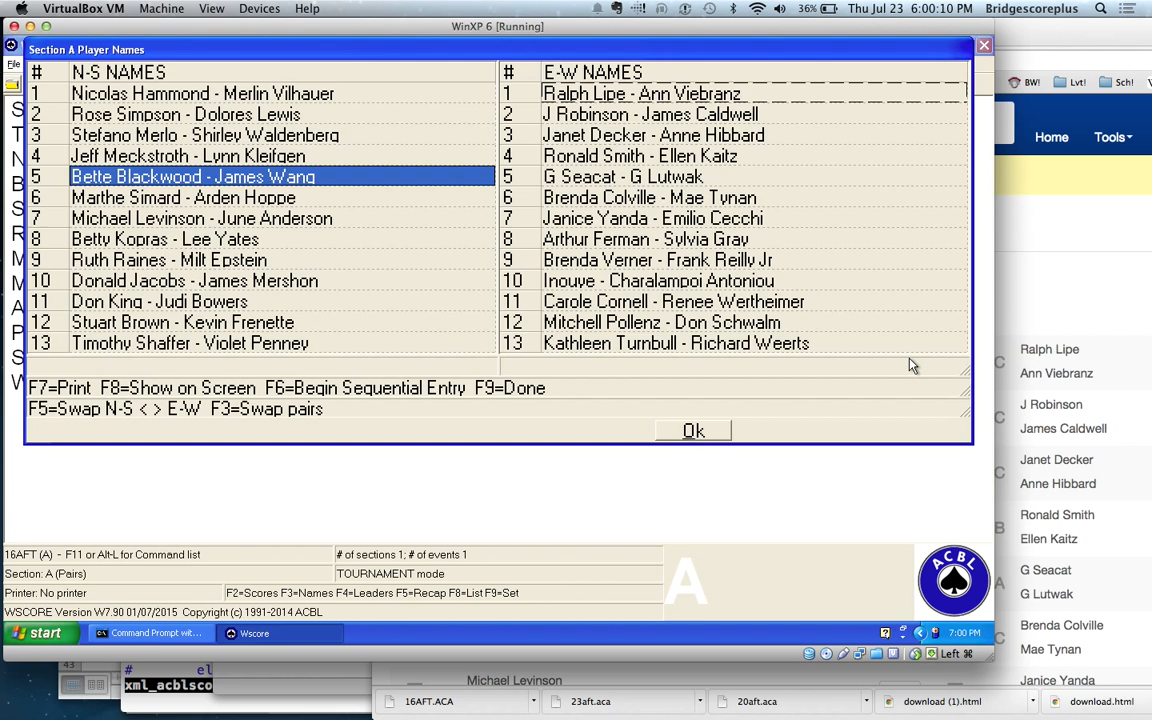 VirtualBox VM Machine View Devices Help 36% Thu Jul 23 6:00:10 PM Bridgescoreplus
WinXP 6 [Running]
Section A Player Names
File
# N-S NAMES # E-W NAMES
1 Nicolas Hammond - Merlin Vilhauer 1 Ralph Lipe - Ann Viebranz
2 Rose Simpson - Dolores Lewis 2 J Robinson - James Caldwell
3 Stefano Merlo - Shirley Waldenberg 3 Janet Decker - Anne Hibbard
4 Jeff Meckstroth - Lynn Kleifgen 4 Ronald Smith - Ellen Kaitz
5 Bette Blackwood - James Wang 5 G Seacat - G Lutwak
6 Marthe Simard - Arden Hoppe 6 Brenda Colville - Mae Tynan
7 Michael Levinson - June Anderson 7 Janice Yanda - Emilio Cecchi
8 Betty Kopras - Lee Yates 8 Arthur Ferman - Sylvia Gray
9 Ruth Raines - Milt Epstein 9 Brenda Verner - Frank Reilly Jr
10 Donald Jacobs - James Mershon 10 Inouye - Charalampoi Antoniou
11 Don King - Judi Bowers 11 Carole Cornell - Renee Wertheimer
12 Stuart Brown - Kevin Frenette 12 Mitchell Pollenz - Don Schwalm
13 Timothy Shaffer - Violet Penney 13 Kathleen Turnbull - Richard Weerts
F7=Print F8=Show on Screen F6=Begin Sequential Entry F9=Done
F5=Swap N-S < > E-W F3=Swap pairs
Ok
16AFT (A) - F11 or Alt-L for Command list # of sections 1; # of events 1
Section: A (Pairs) TOURNAMENT mode
Printer: No printer F2=Scores F3=Names F4=Leaders F5=Recap F8=List F9=Set
WSCORE Version W7.90 01/07/2015 Copyright (c) 1991-2014 ACBL
A
ACBL
start Command Prompt wit... Wscore 7:00 PM
Left ⌘
BW! Lvt! Sch!
Home Tools
C Ralph Lipe
Ann Viebranz
C J Robinson
James Caldwell
C Janet Decker
Anne Hibbard
B Ronald Smith
Ellen Kaitz
A G Seacat
G Lutwak
C Brenda Colville
Mae Tynan
Janice Yanda
Michael Levinson
43
# el
xml_acblsco
16AFT.ACA 23aft.aca 20aft.aca download (1).html download.html